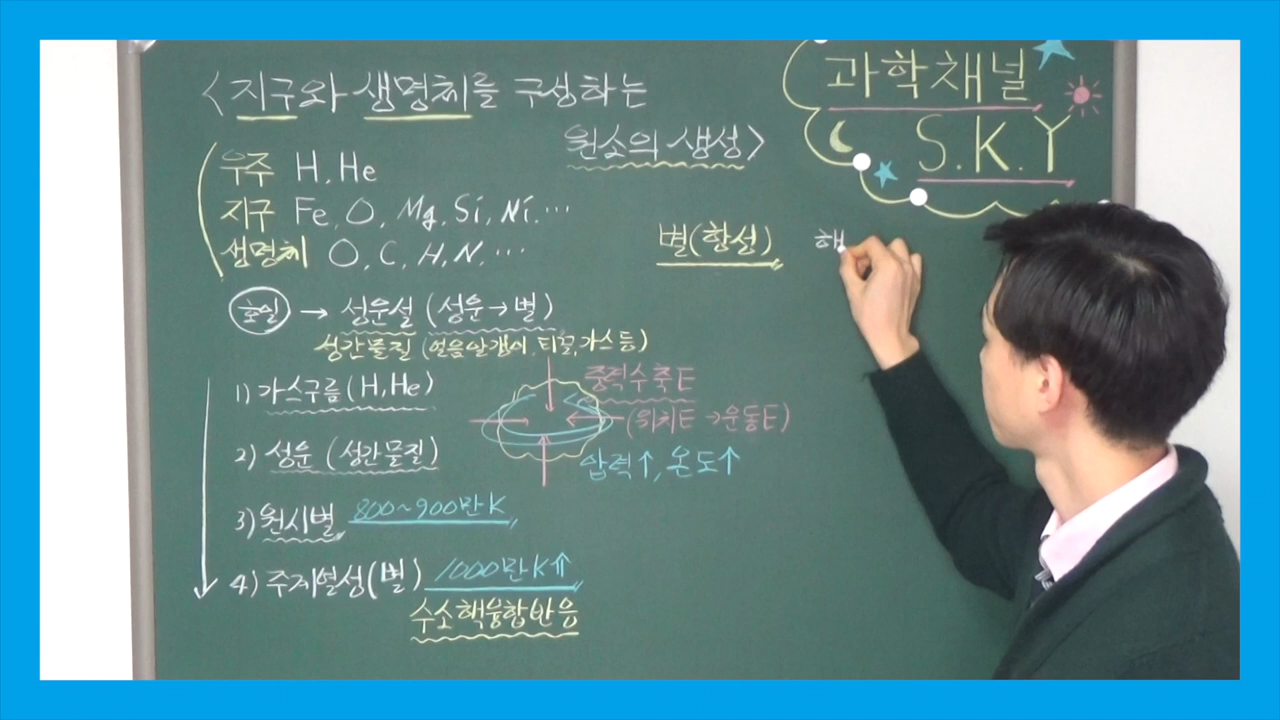 <지구와 생명체를 구성하는
원소의 생성>
과학채널
S.K.Y
우주 H, He
지구 Fe, O, Mg, Si, Ni, …
생명체 O, C, H, N, …
호일 → 성운설 (성운→별)
성간물질 (얼음알갱이, 티끌, 가스 등)
1) 가스구름 (H, He)
2) 성운 (성간물질)
3) 원시별 800~900만K
4) 주계열성(별) 1000만K⇑
수소핵융합반응
중력수축E
(위치E→운동E)
압력↑, 온도↑
별(항성) 핵